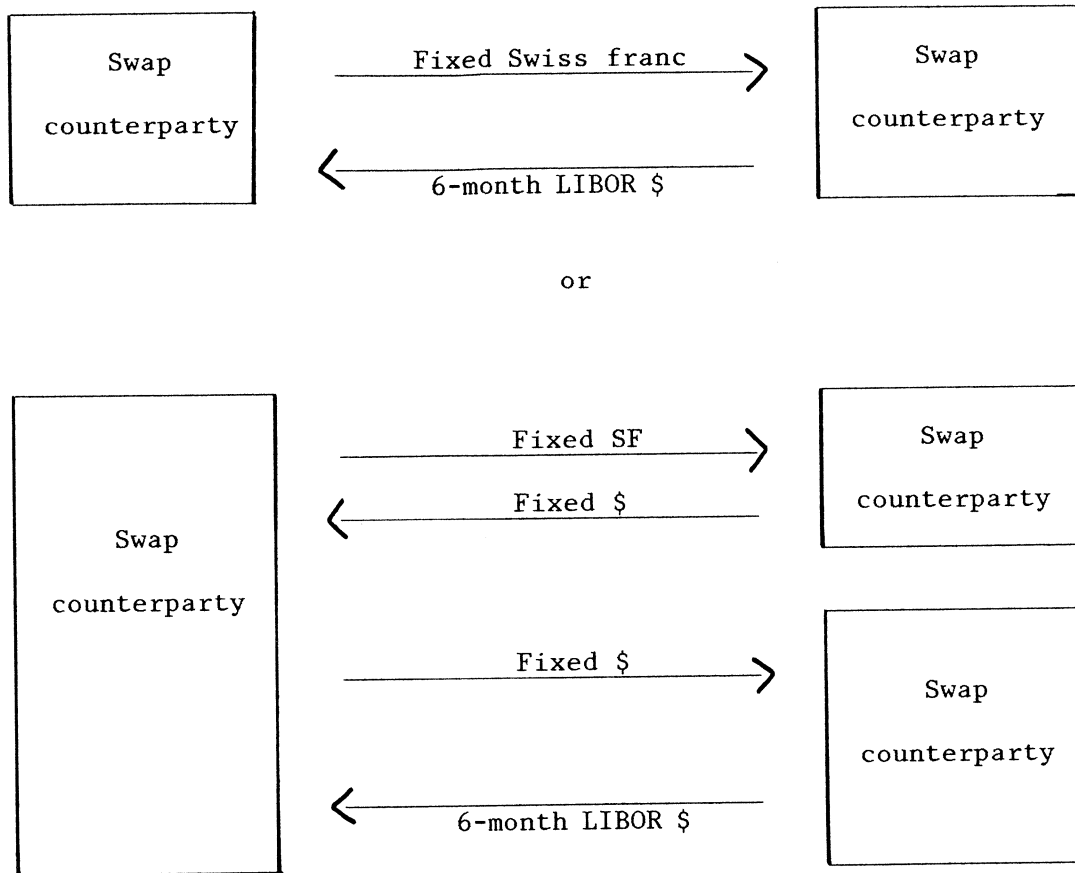 Swap
counterparty
Fixed Swiss franc
6-month LIBOR $
Swap
counterparty
or
Swap
counterparty
Fixed SF
Fixed $
Swap
counterparty
Fixed $
6-month LIBOR $
Swap
counterparty